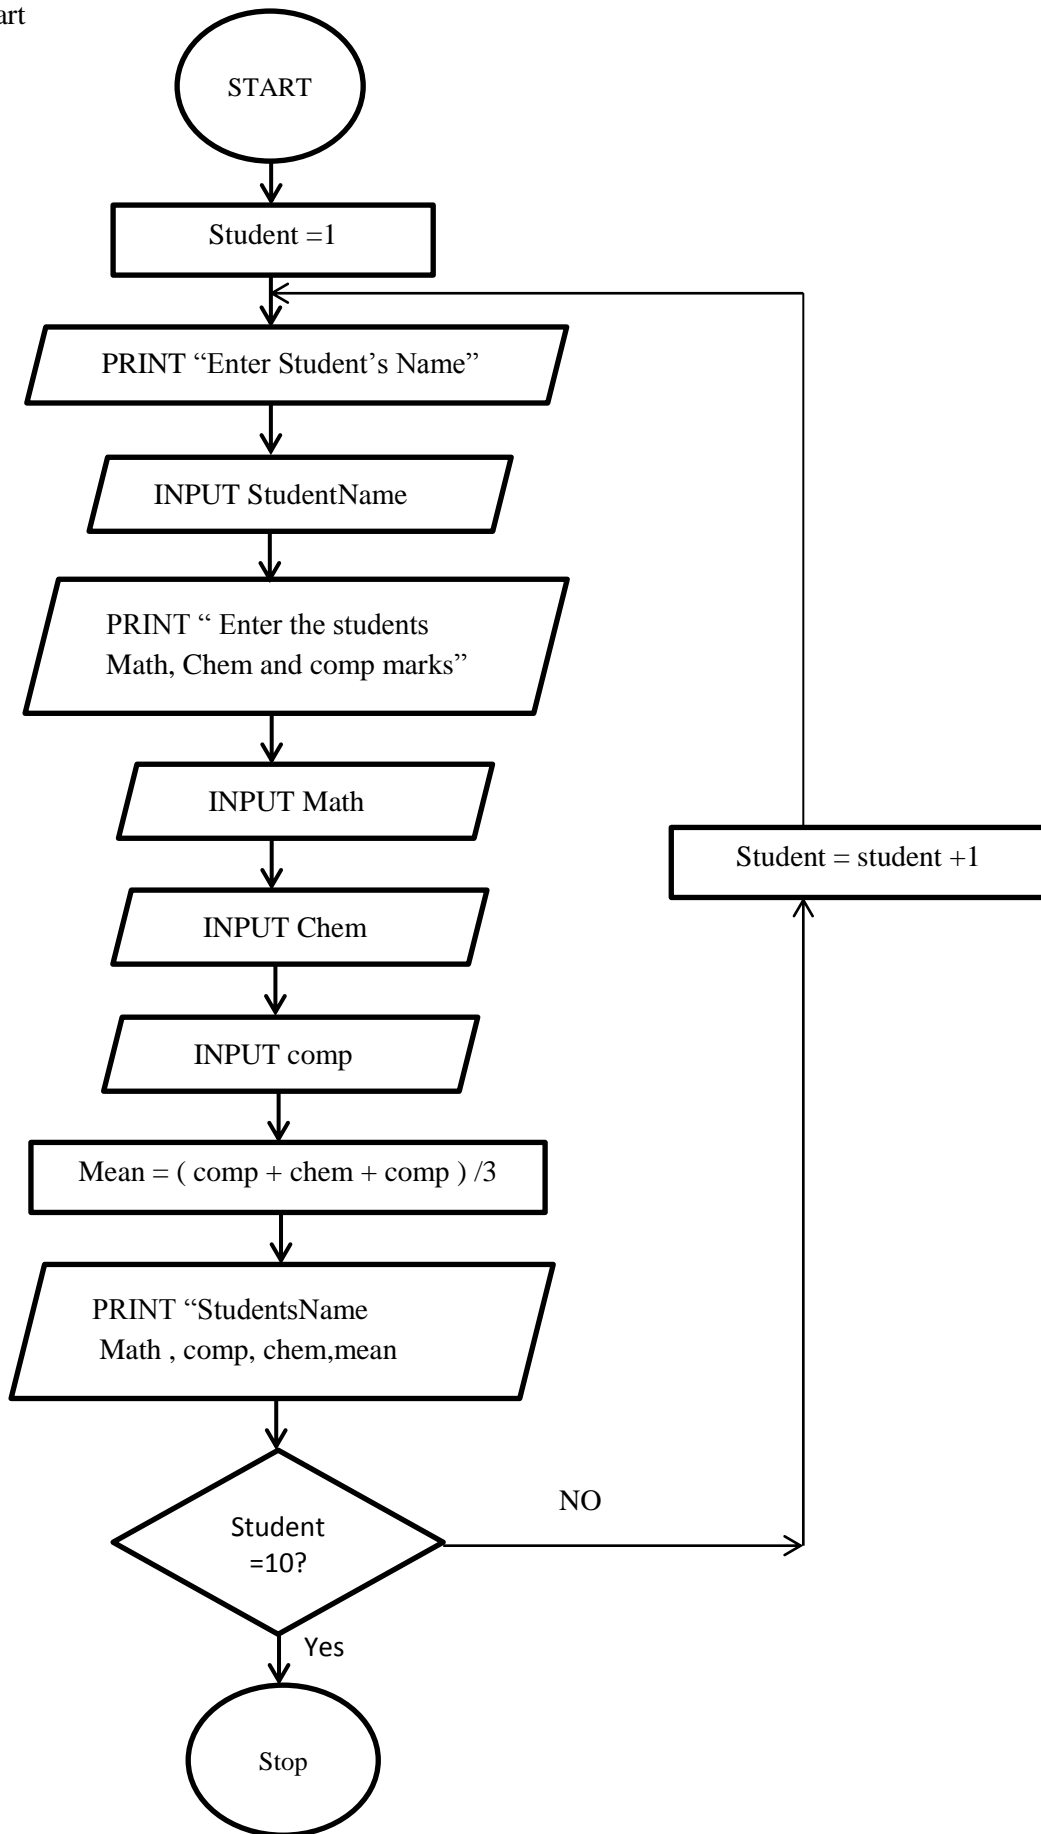 art
START
Student =1
PRINT “Enter Student’s Name”
INPUT StudentName
PRINT “ Enter the students
Math, Chem and comp marks”
INPUT Math
INPUT Chem
INPUT comp
Mean = ( comp + chem + comp ) /3
PRINT “StudentsName
Math , comp, chem,mean
Student
=10?
NO
Student = student +1
Yes
Stop